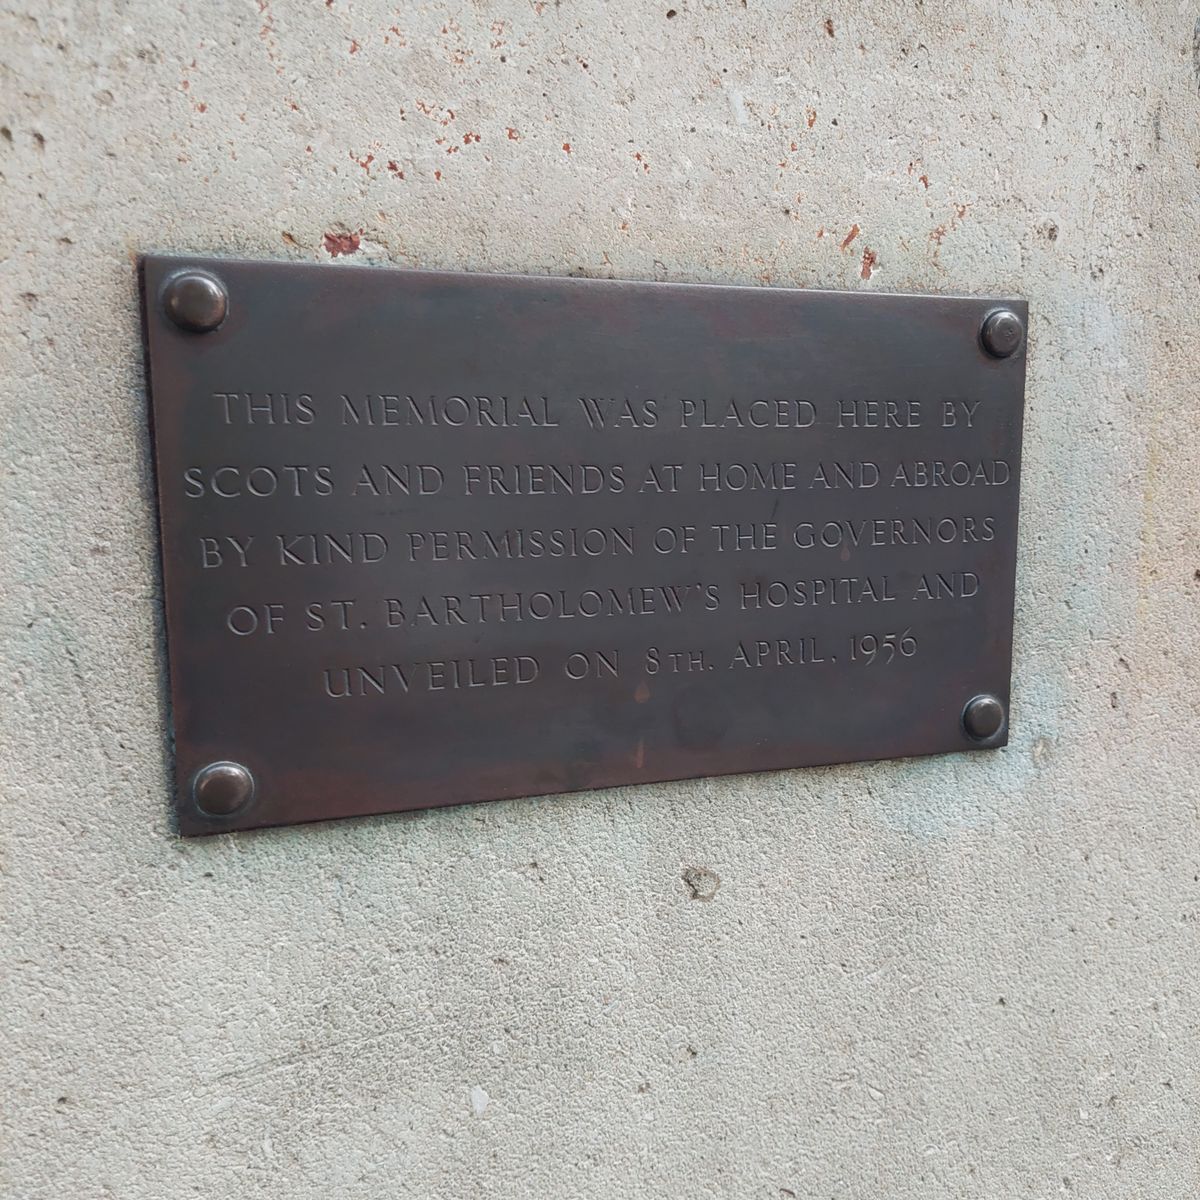 THIS MEMORIAL WAS PLACED HERE BY
SCOTS AND FRIENDS AT HOME AND ABROAD
BY KIND PERMISSION OF THE GOVERNORS
OF ST. BARTHOLOMEW'S HOSPITAL AND
UNVEILED ON 8TH. APRIL, 1956